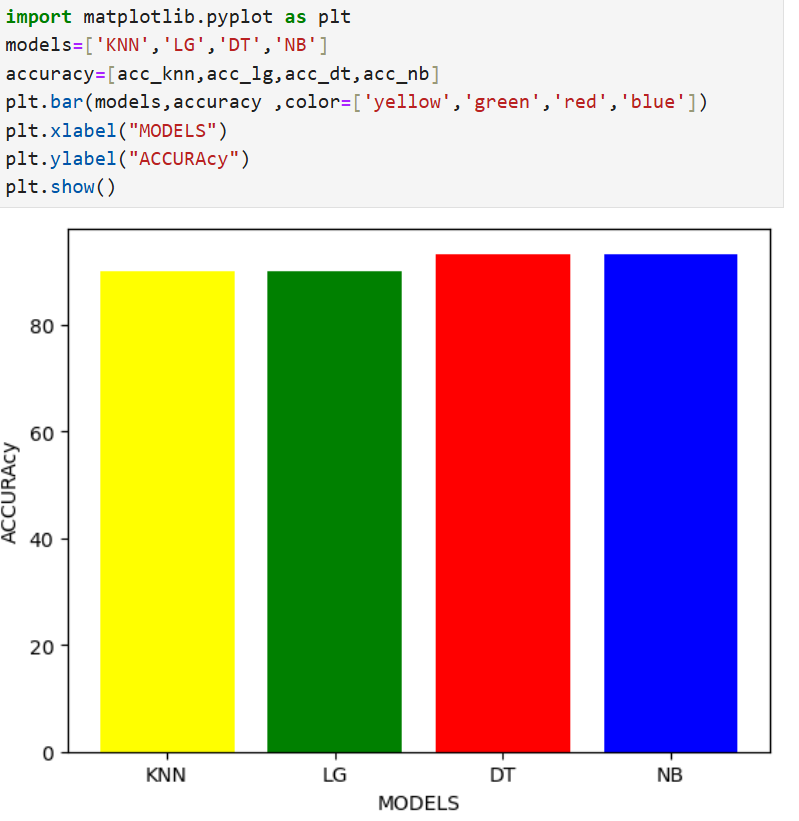 import matplotlib.pyplot as plt
models=['KNN','LG','DT','NB']
accuracy=[acc_knn,acc_lg,acc_dt,acc_nb]
plt.bar(models,accuracy ,color=['yellow','green','red','blue'])
plt.xlabel("MODELS")
plt.ylabel("ACCURAcy")
plt.show()
80
60
40
20
0
ACCURAcy
KNN LG DT NB
MODELS